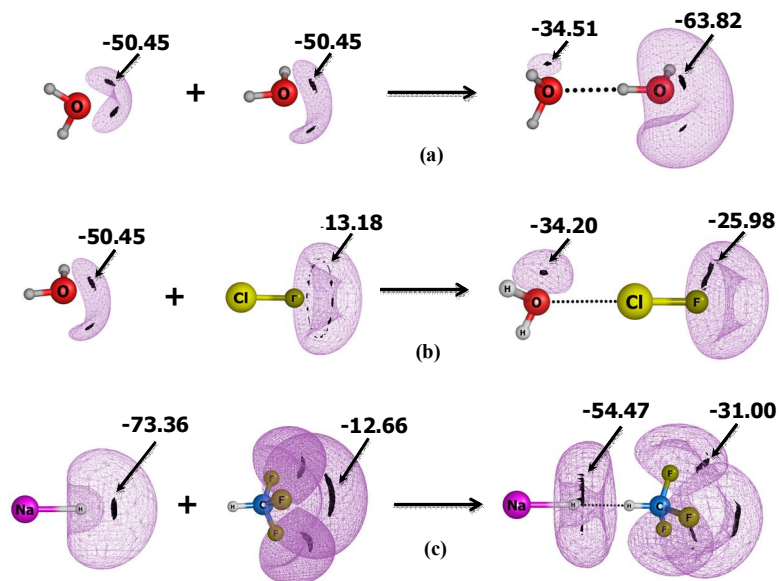 -50.45 -50.45 -34.51 -63.82
O + O O O
(a)
-50.45 -13.18 -34.20 -25.98
O + Cl F H O H Cl F
(b)
-73.36 -12.66 -54.47 -31.00
Na H + H C F F F Na H H C F F F
(c)